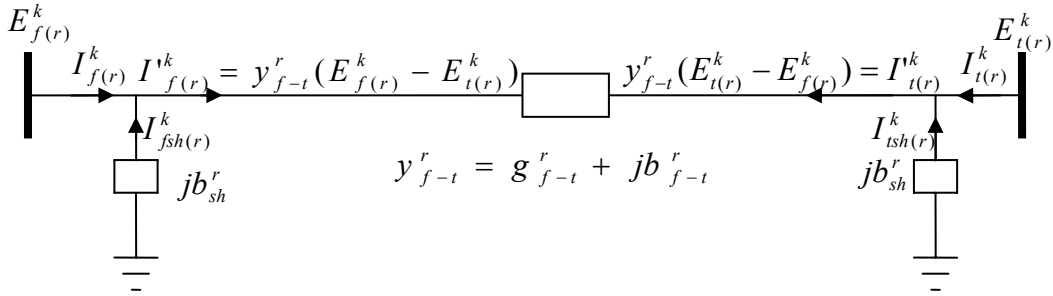 E^k_{f(r)}
E^k_{t(r)}
I^k_{f(r)} I'^k_{f(r)} = y^r_{f-t}(E^k_{f(r)} − E^k_{t(r)})
y^r_{f-t}(E^k_{t(r)} − E^k_{f(r)}) = I'^k_{t(r)} I^k_{t(r)}
I^k_{fsh(r)}
I^k_{tsh(r)}
jb^r_{sh}
y^r_{f-t} = g^r_{f-t} + jb^r_{f-t}
jb^r_{sh}